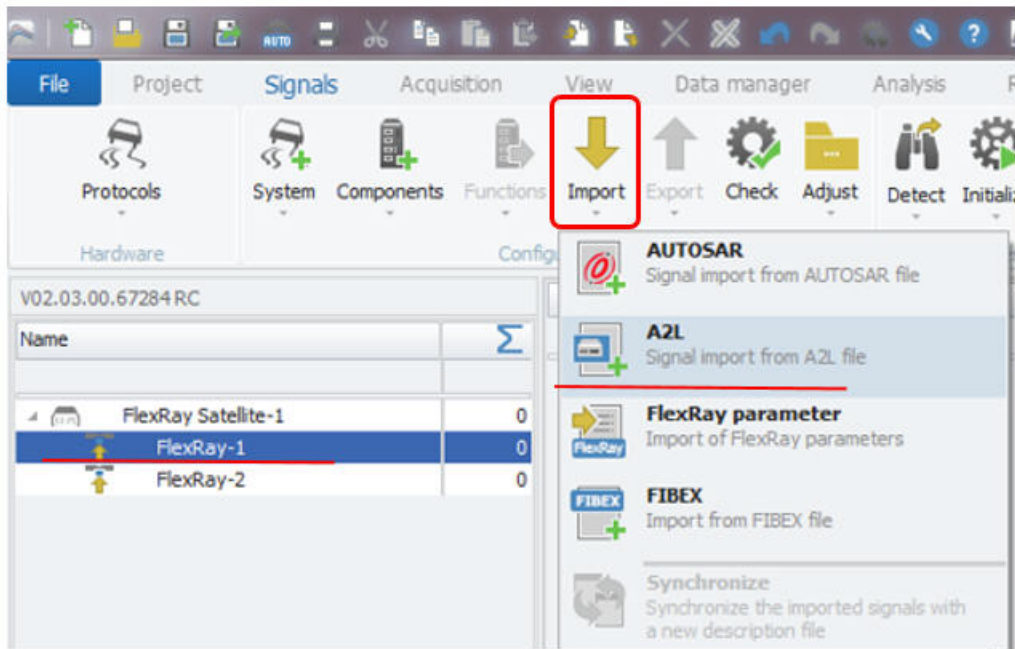 AUTO
File Project Signals Acquisition View Data manager Analysis
Protocols System Components Functions Import Export Check Adjust Detect
Hardware
V02.03.00.67284 RC
Name Σ
FlexRay Satellite-1 0
FlexRay-1 0
FlexRay-2 0
AUTOSAR
Signal import from AUTOSAR file
A2L
Signal import from A2L file
FlexRay parameter
Import of FlexRay parameters
FlexRay
FIBEX
FIBEX
Import from FIBEX file
Synchronize
Synchronize the imported signals with
a new description file